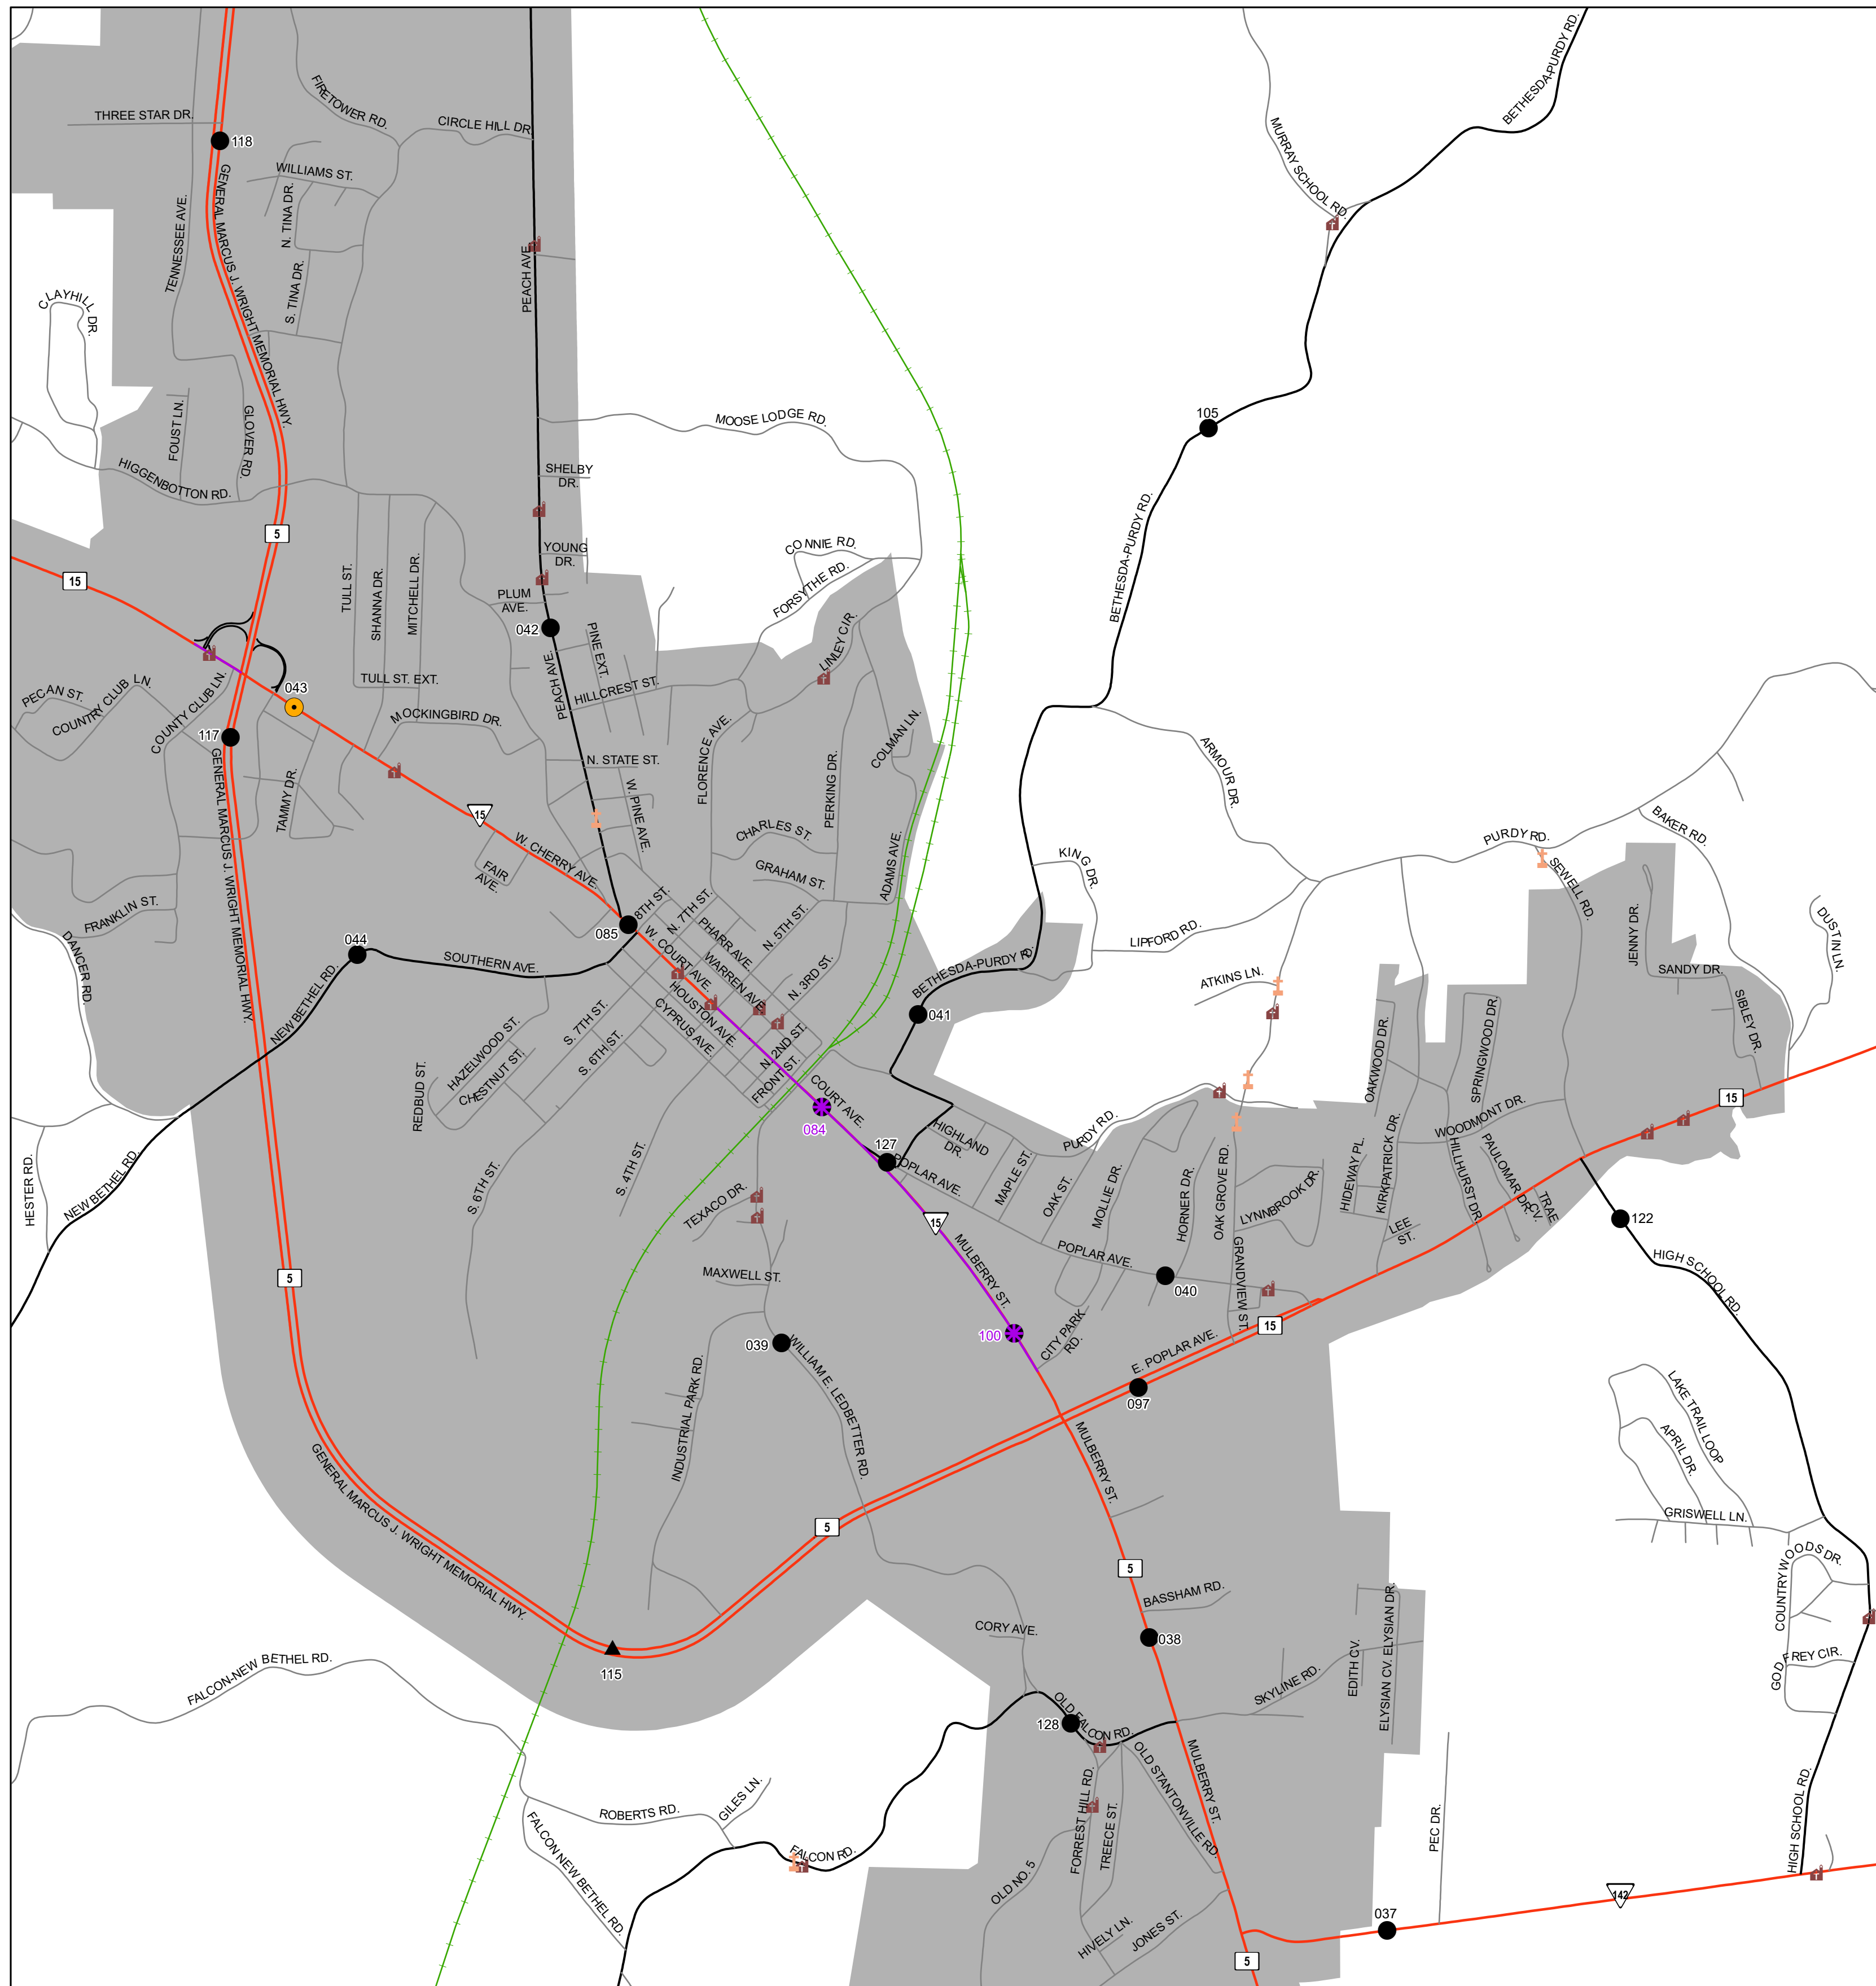 BETHESDA-PURDY RD.
FIRETOWER RD.
THREE STAR DR.
CIRCLE HILL DR.
MURRAY SCHOOL RD.
118
WILLIAMS ST.
TENNESSEE AVE.
GENERAL MARCUS J. WRIGHT MEMORIAL HWY.
N. TINA DR.
S. TINA DR.
PEACH AVE.
CLAYHILL DR.
FOUST LN.
GLOVER RD.
MOOSE LODGE RD.
105
HIGGENBOTTON RD.
SHELBY
DR.
BETHESDA-PURDY RD.
5
YOUNG
DR.
CONNIE RD.
FORSYTHE RD.
15
TULL ST.
SHANNA DR.
MITCHELL DR.
PLUM
AVE.
042
PINE EXT.
LINLEY CIR.
PEACH AVE.
HILLCREST ST.
TULL ST. EXT.
PECAN ST.
COUNTRY CLUB LN.
COUNTY CLUB LN.
043
117
MOCKINGBIRD DR.
N. STATE ST.
FLORENCE AVE.
COLMAN LN.
PERKING DR.
ARMOUR DR.
GENERAL MARCUS J. WRIGHT MEMORIAL HWY.
TAMMY DR.
15
W. PINE AVE.
CHARLES ST.
GRAHAM ST.
ADAMS AVE.
W. CHERRY AVE.
FAIR
AVE.
KING DR.
PURDY RD.
BAKER RD.
SEWELL RD.
FRANKLIN ST.
8TH ST.
N. 7TH ST.
PHARR AVE.
N. 5TH ST.
DUSTIN LN.
JENNY DR.
085
W. COURT AVE.
WARREN AVE.
N. 3RD ST.
LIPFORD RD.
DANCER RD.
044
SOUTHERN AVE.
BETHESDA-PURDY RD.
ATKINS LN.
SANDY DR.
SIBLEY DR.
HOUSTON AVE.
CYPRUS AVE
NEW BETHEL RD.
041
S. 7TH ST.
S. 6TH ST.
HAZELWOOD ST.
CHESTNUT ST.
N. 2ND ST.
FRONT ST.
OAKWOOD DR.
SPRINGWOOD DR.
REDBUD ST.
COURT AVE.
084
15
PURDY RD.
WOODMONT DR.
HIGHLAND
DR.
127
POPLAR AVE.
MAPLE ST.
OAK ST.
MOLLIE DR.
HORNER DR.
OAK GROVE RD.
LYNNBROOK DR.
HIDEWAY PL.
KIRKPATRICK DR.
HILLHURST DR.
PAULOMAR DR.
TRAE
CV.
LEE
ST.
HESTER RD.
NEW BETHEL RD.
S. 6TH ST.
S. 4TH ST.
TEXACO DR.
15
122
HIGH SCHOOL RD.
MULBERRY ST.
POPLAR AVE.
GRANDVIEW ST.
5
MAXWELL ST.
040
100
CITY PARK
RD.
15
039
WILLIAM E. LEDBETTER RD.
E. POPLAR AVE.
097
INDUSTRIAL PARK RD.
LAKE TRAIL LOOP
APRIL DR.
GENERAL MARCUS J. WRIGHT MEMORIAL HWY.
MULBERRY ST.
5
GRISWELL LN.
5
COUNTRYWOODS DR.
BASSHAM RD.
ELYSIAN DR.
CORY AVE.
038
EDITH CV.
ELYSIAN CV.
GODFREY CIR.
115
FALCON-NEW BETHEL RD.
SKYLINE RD.
OLD FALCON RD.
128
OLD STANTONVILLE RD.
MULBERRY ST.
GILES LN.
ROBERTS RD.
FALCON NEW BETHEL RD.
FALCON RD.
FORREST HILL RD.
TREECE ST.
PEC DR.
HIGH SCHOOL RD.
OLD NO. 5
142
037
HIVELY LN.
JONES ST.
5